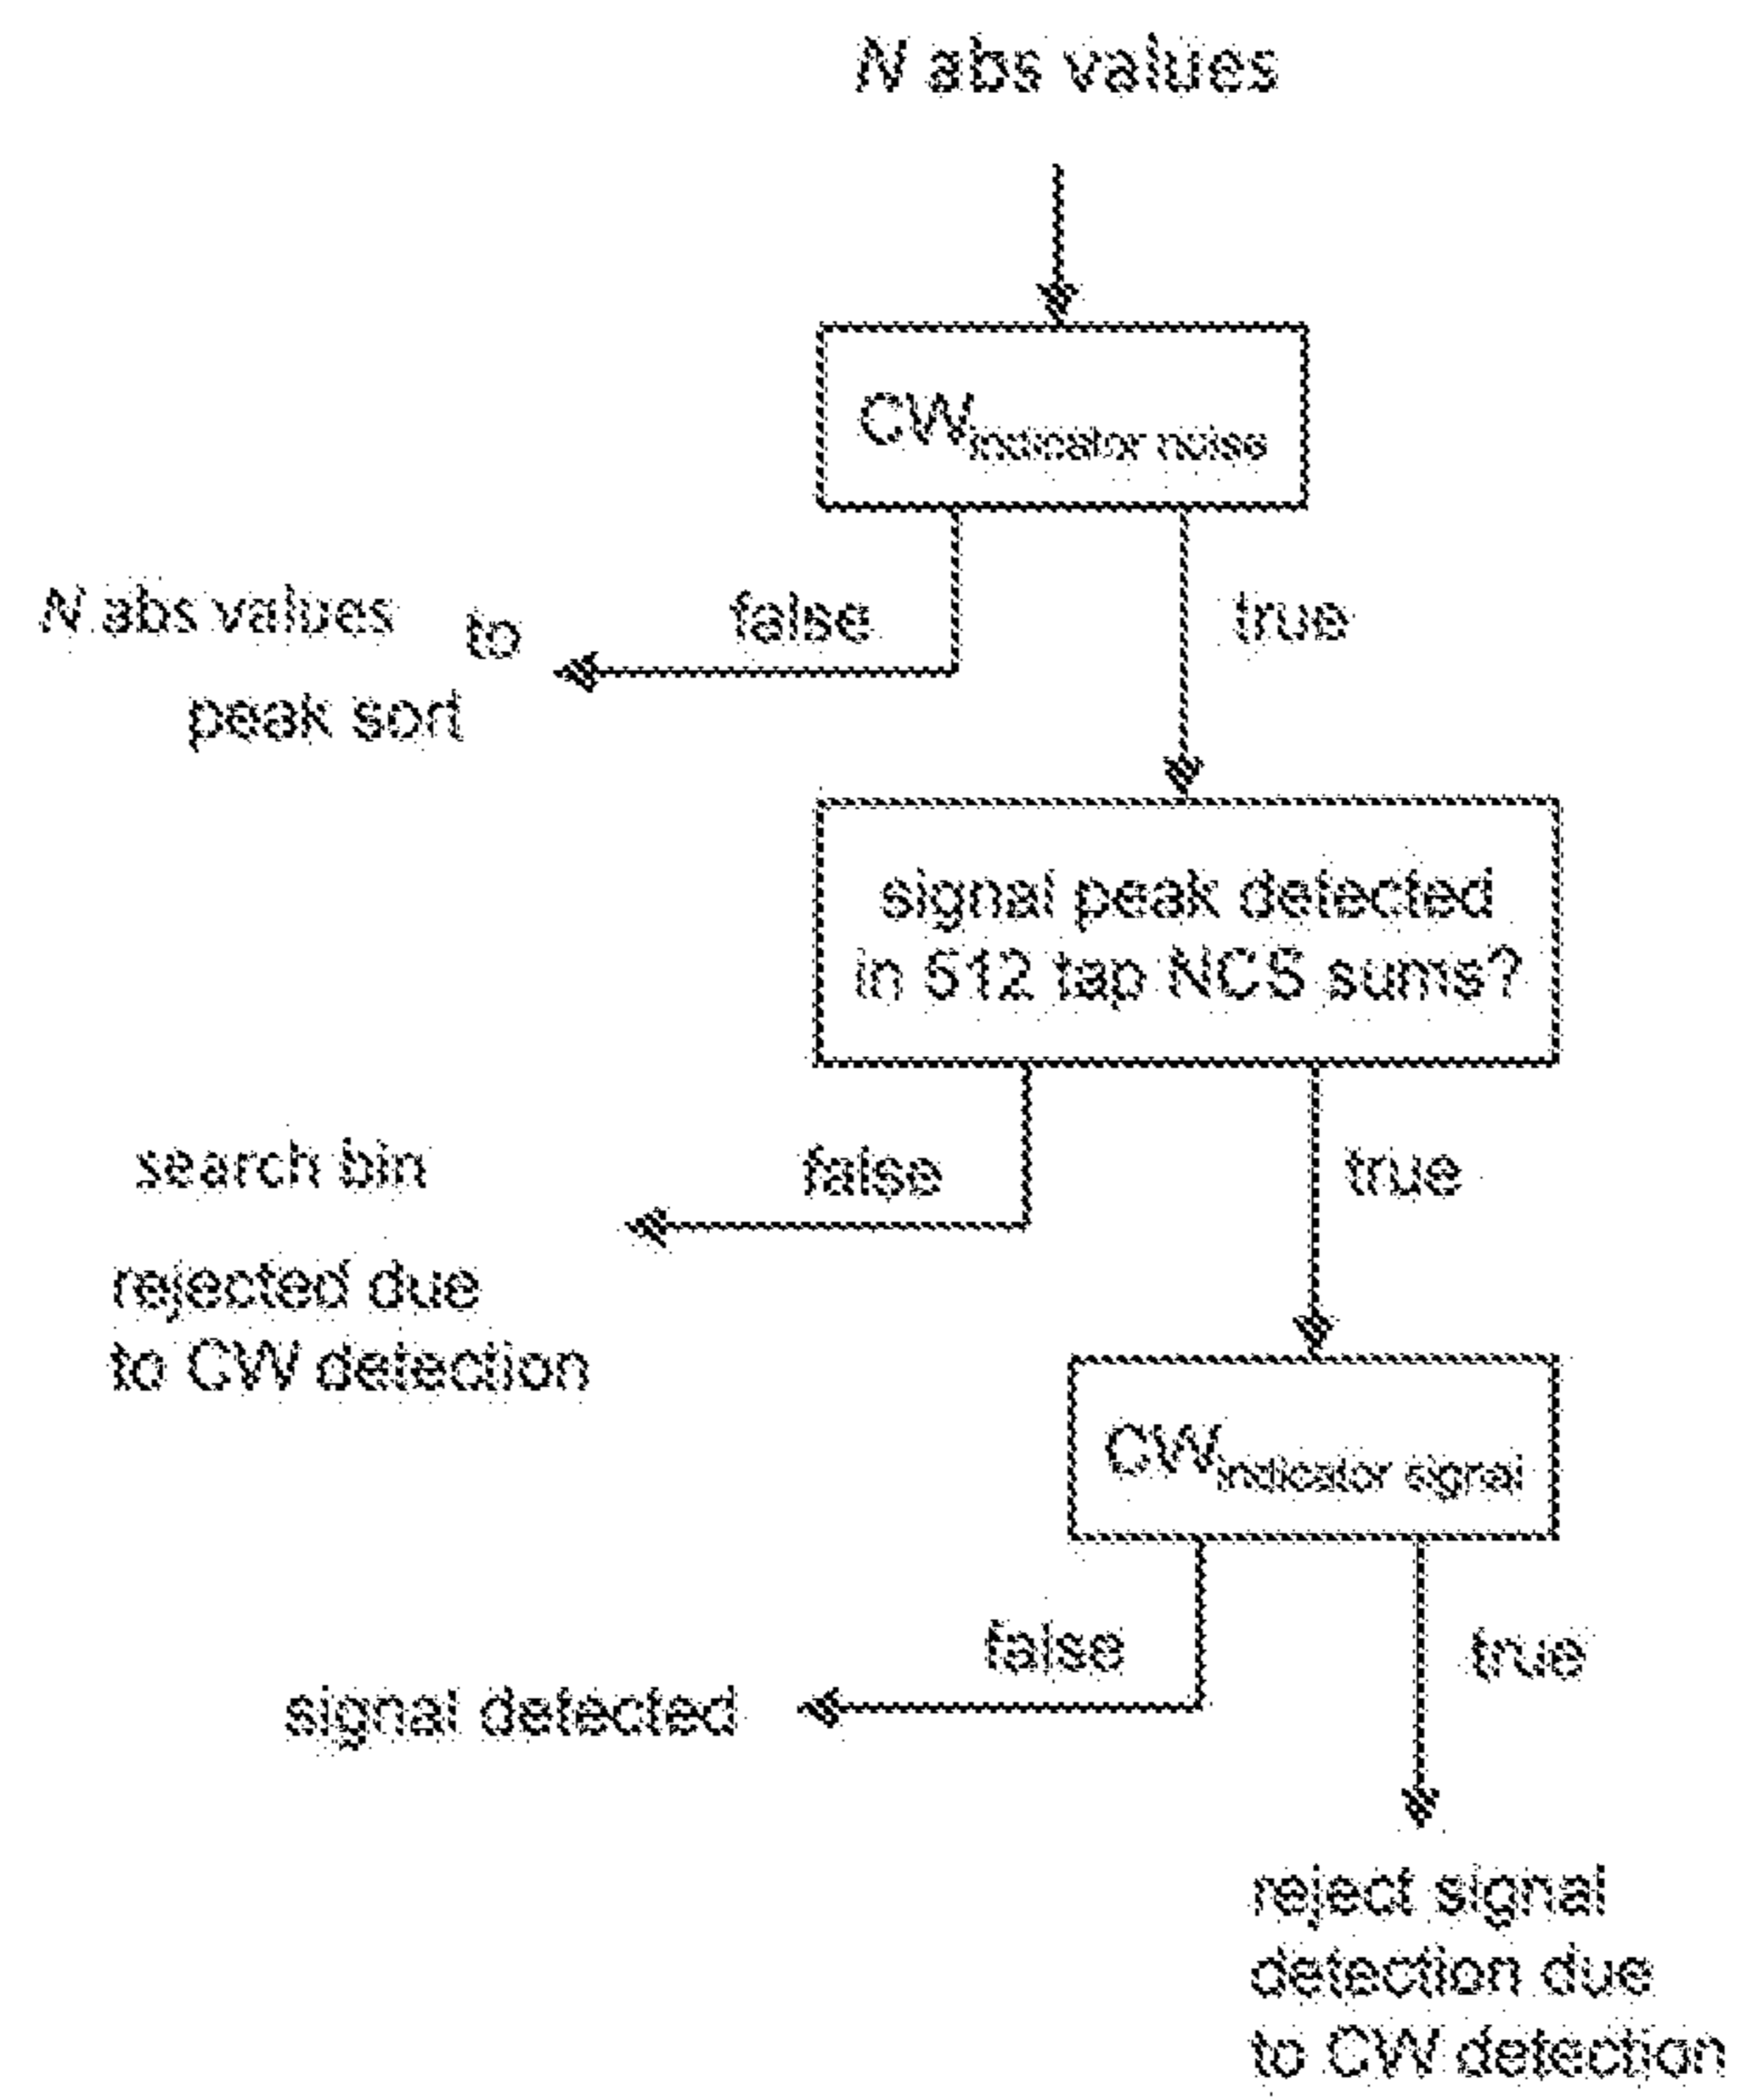 N abs values
CWindicator noise
false
true
N abs values to
peak sort
signal peak detected
in 512 tap NCS sums?
false
true
search bin
rejected due
to CW detection
CWindicator signal
false
true
signal detected
reject signal
detection due
to CW detection